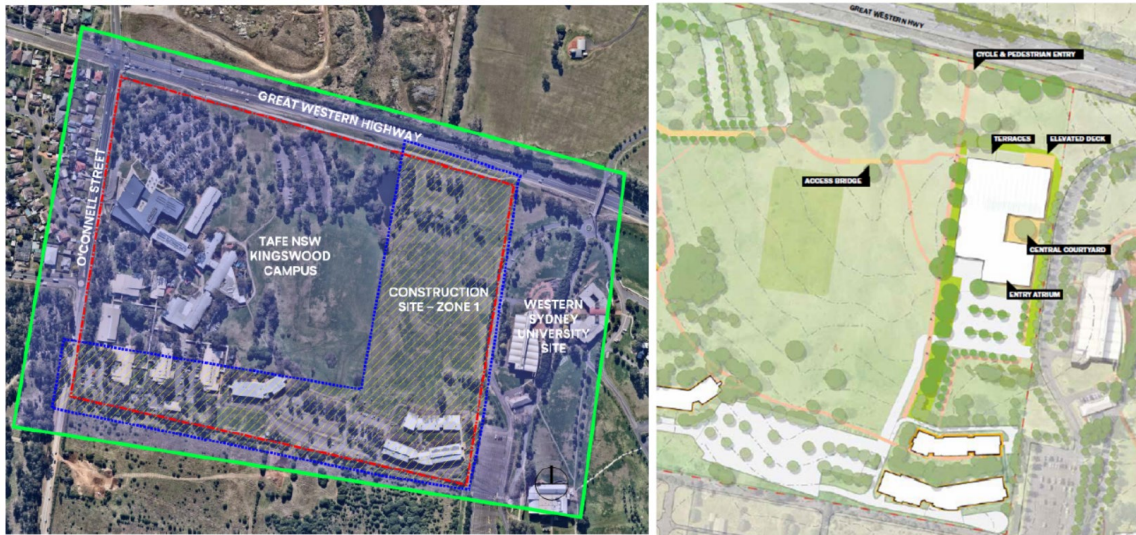 GREAT WESTERN HIGHWAY
O'CONNELL STREET
TAFE NSW
KINGSWOOD
CAMPUS
CONSTRUCTION
SITE – ZONE 1
WESTERN
SYDNEY
UNIVERSITY
SITE
GREAT WESTERN HWY
CYCLE & PEDESTRIAN ENTRY
TERRACES
ELEVATED DECK
ACCESS BRIDGE
CENTRAL COURTYARD
ENTRY ATRIUM